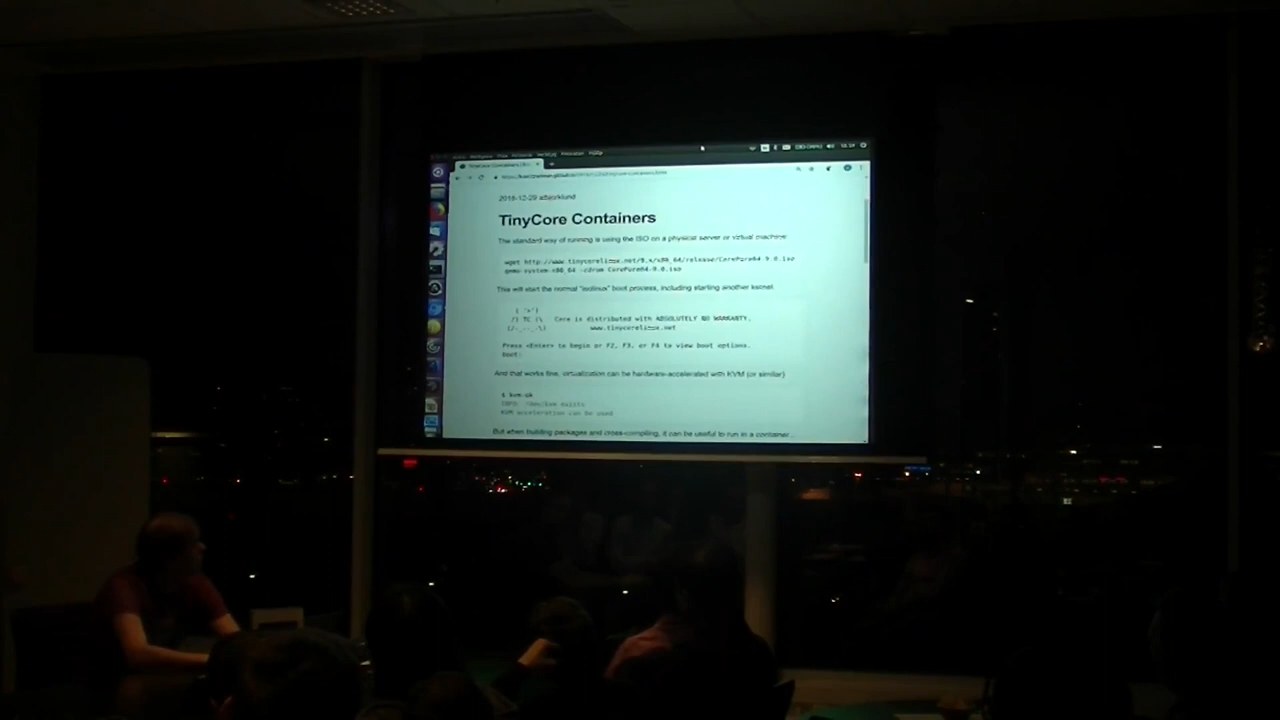 TinyCore Containers
The standard way of running is using the ISO on a physical server or virtual machine:
wget http://www.tinycorelinux.net/9.x/x86_64/release/CorePure64-9.0.iso
qemu-system-x86_64 -cdrom CorePure64-9.0.iso
This will start the normal "isolinux" boot process, including starting another kernel.
( '>')
/) TC (\   Core is distributed with ABSOLUTELY NO WARRANTY.
(/-_--_-\)           www.tinycorelinux.net
Press <Enter> to begin or F2, F3, or F4 to view boot options.
boot:
And that works fine, virtualization can be hardware-accelerated with KVM (or similar)
$ kvm-ok
INFO: /dev/kvm exists
KVM acceleration can be used
But when building packages and cross-compiling, it can be useful to run in a container...